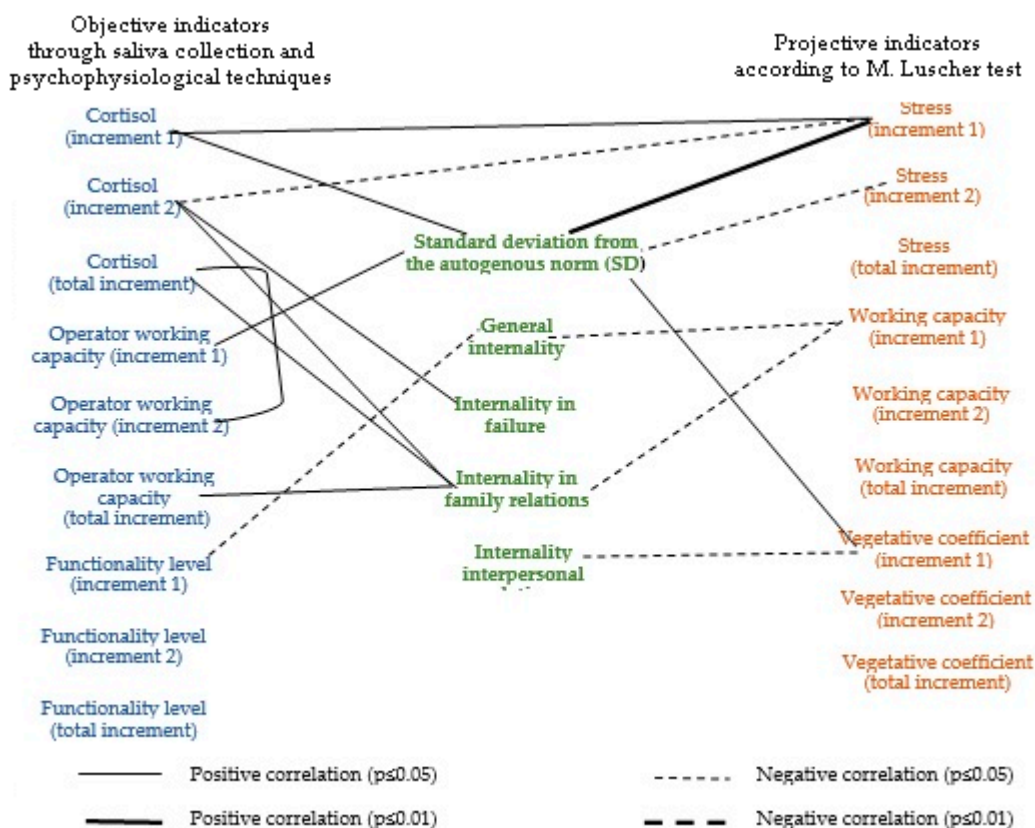 Objective indicators
through saliva collection and
psychophysiological techniques
Cortisol
(increment 1)
Cortisol
(increment 2)
Cortisol
(total increment)
Operator working
capacity (increment 1)
Operator working
capacity (increment 2)
Operator working
capacity
(total increment)
Functionality level
(increment 1)
Functionality level
(increment 2)
Functionality level
(total increment)
Standard deviation from
the autogenous norm (SD)
General
internality
Internality in
failure
Internality in
family relations
Internality
interpersonal
Projective indicators
according to M. Luscher test
Stress
(increment 1)
Stress
(increment 2)
Stress
(total increment)
Working capacity
(increment 1)
Working capacity
(increment 2)
Working capacity
(total increment)
Vegetative coefficient
(increment 1)
Vegetative coefficient
(increment 2)
Vegetative coefficient
(total increment)
Positive correlation (p≤0.05)
Negative correlation (p≤0.05)
Positive correlation (p≤0.01)
Negative correlation (p≤0.01)